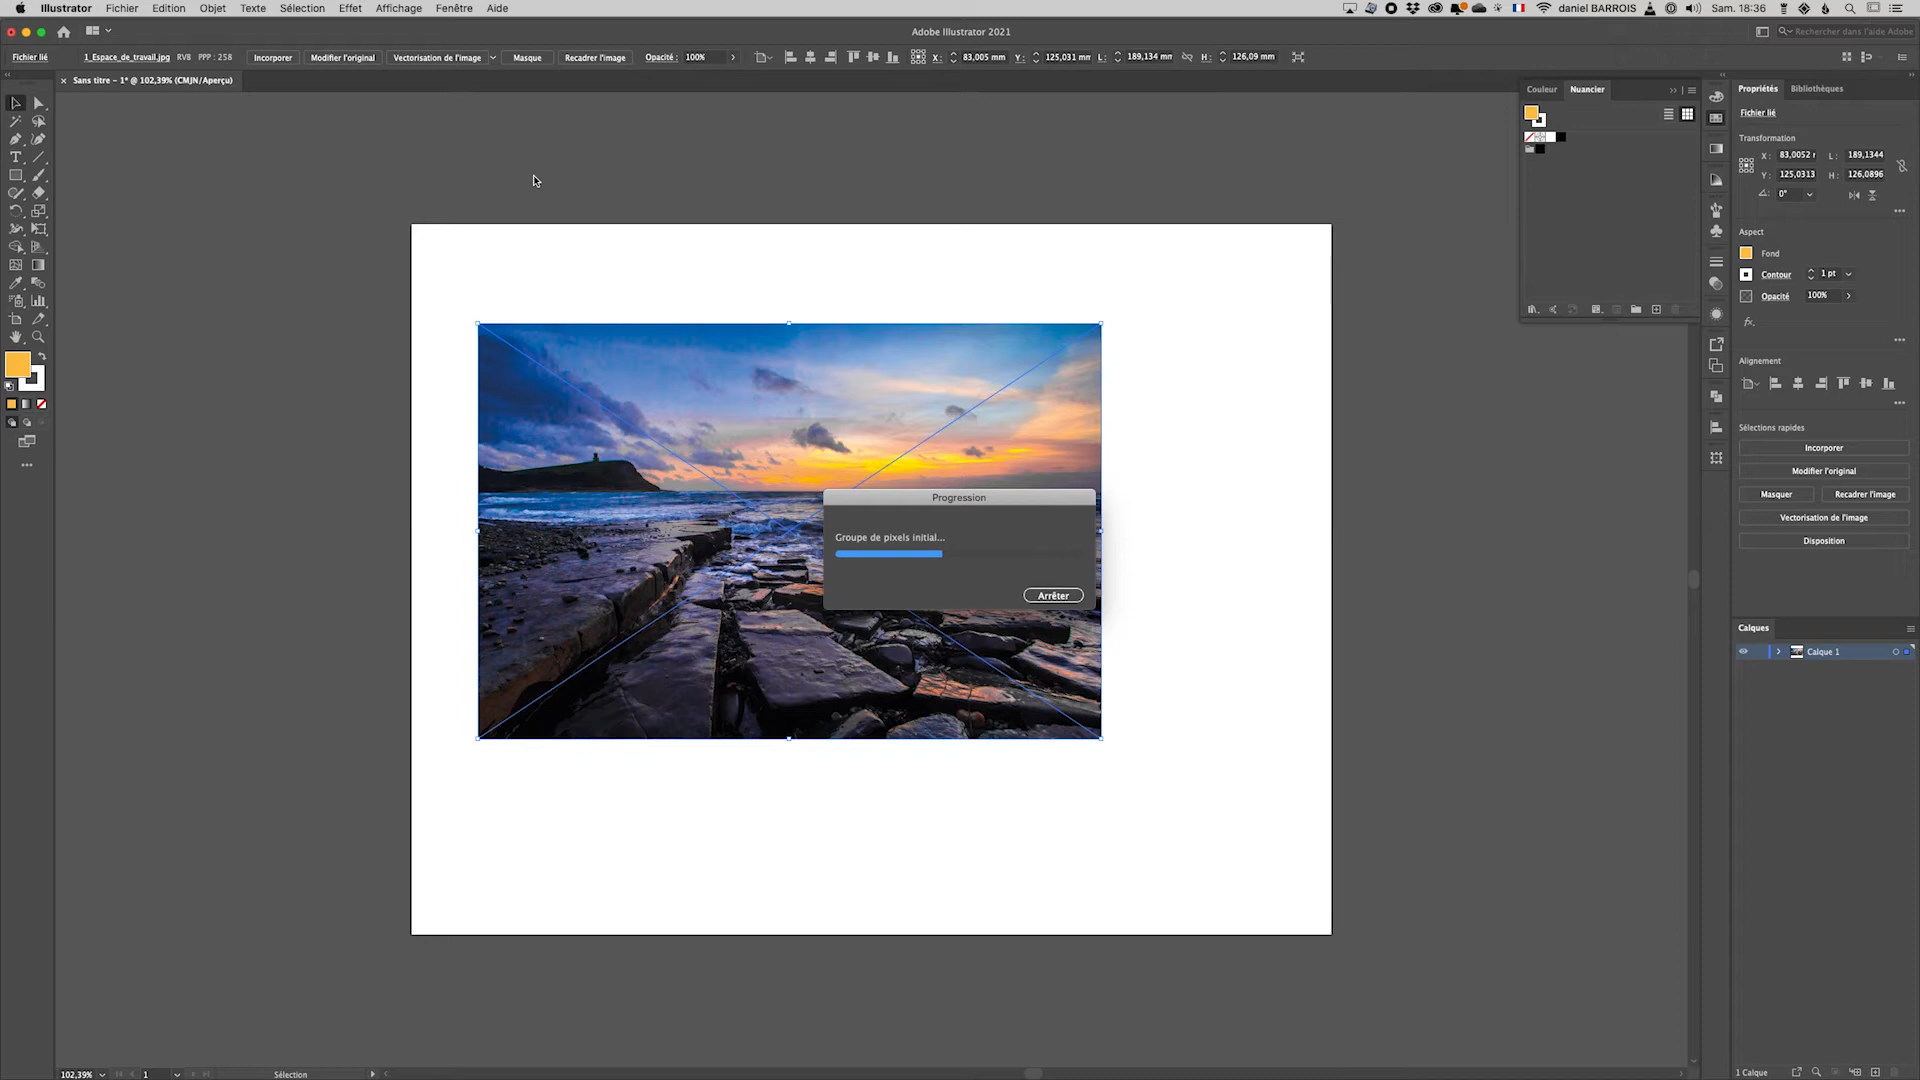 Illustrator Fichier Edition Objet Texte Sélection Effet Affichage Fenêtre Aide
daniel BARROIS Sam. 18:36
Adobe Illustrator 2021
Rechercher dans l'aide Adobe
Fichier lié 1_Espace_de_travail.jpg RVB PPP : 258 Incorporer Modifier l'original Vectorisation de l'image Masque Recadrer l'image Opacité : 100% X : 83,005 mm Y : 125,031 mm L : 189,134 mm H : 126,09 mm
× Sans titre - 1* @ 102,39% (CMJN/Aperçu)
Couleur Nuancier
Propriétés Bibliothèques
Fichier lié
Transformation
X : 83,0052 L : 189,1344
Y : 125,0313 H : 126,0896
0°
Aspect
Fond
Contour 1 pt
Opacité 100%
fx.
Alignement
Sélections rapides
Incorporer
Modifier l'original
Masquer Recadrer l'image
Vectorisation de l'image
Disposition
Progression
Groupe de pixels initial...
Arrêter
Calques
Calque 1
102,39% 1 Sélection
1 Calque